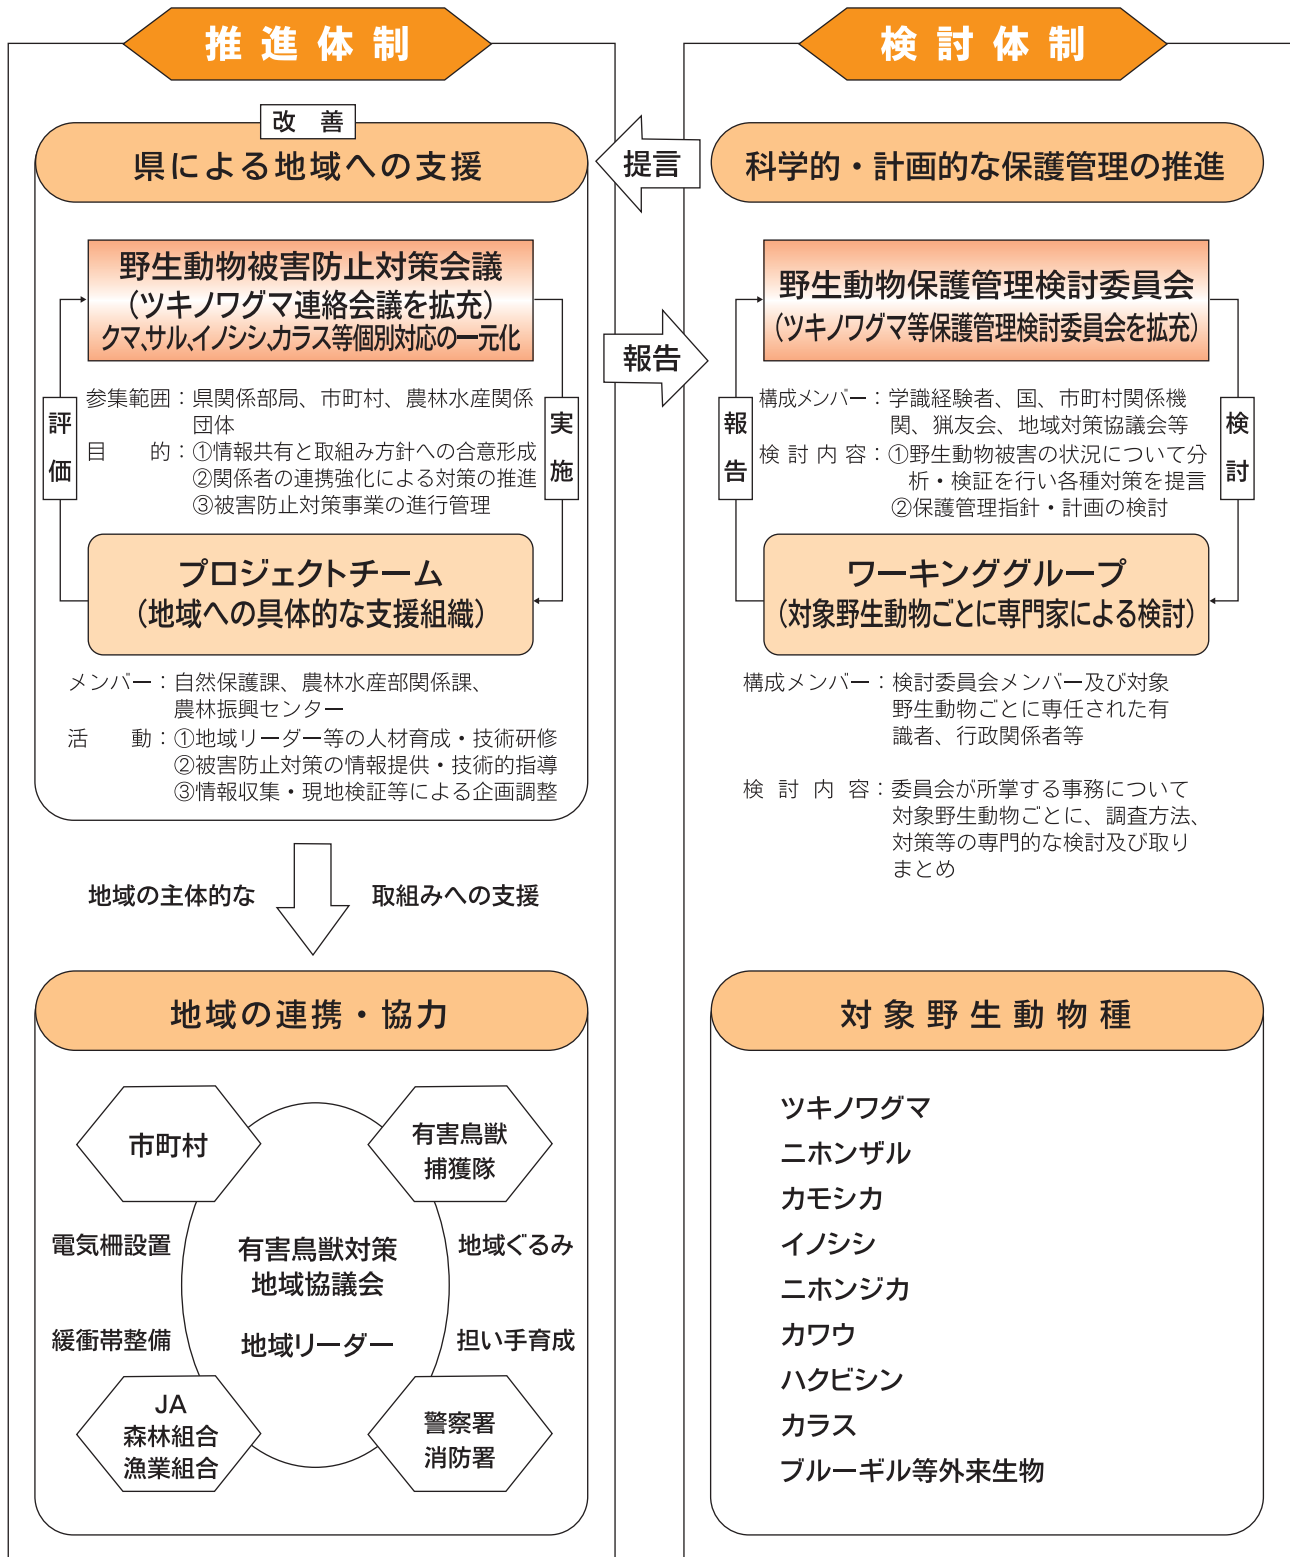 推進体制
改善
県による地域への支援
野生動物被害防止対策会議
(ツキノワグマ連絡会議を拡充)
クマ、サル、イノシシ、カラス等個別対応の一元化
評価
実施
参集範囲：県関係部局、市町村、農林水産関係
団体
目　的：①情報共有と取組み方針への合意形成
②関係者の連携強化による対策の推進
③被害防止対策事業の進行管理
プロジェクトチーム
(地域への具体的な支援組織)
メンバー：自然保護課、農林水産部関係課、
農林振興センター
活　動：①地域リーダー等の人材育成・技術研修
②被害防止対策の情報提供・技術的指導
③情報収集・現地検証等による企画調整
地域の主体的な　取組みへの支援
地域の連携・協力
市町村
有害鳥獣
捕獲隊
電気柵設置
地域ぐるみ
有害鳥獣対策
地域協議会
地域リーダー
緩衝帯整備
担い手育成
JA
森林組合
漁業組合
警察署
消防署
提言
報告
検討体制
科学的・計画的な保護管理の推進
野生動物保護管理検討委員会
(ツキノワグマ等保護管理検討委員会を拡充)
報告
検討
構成メンバー：学識経験者、国、市町村関係機
関、猟友会、地域対策協議会等
検討内容：①野生動物被害の状況について分
析・検証を行い各種対策を提言
②保護管理指針・計画の検討
ワーキンググループ
(対象野生動物ごとに専門家による検討)
構成メンバー：検討委員会メンバー及び対象
野生動物ごとに専任された有
識者、行政関係者等
検討内容：委員会が所掌する事務について
対象野生動物ごとに、調査方法、
対策等の専門的な検討及び取り
まとめ
対象野生動物種
ツキノワグマ
ニホンザル
カモシカ
イノシシ
ニホンジカ
カワウ
ハクビシン
カラス
ブルーギル等外来生物